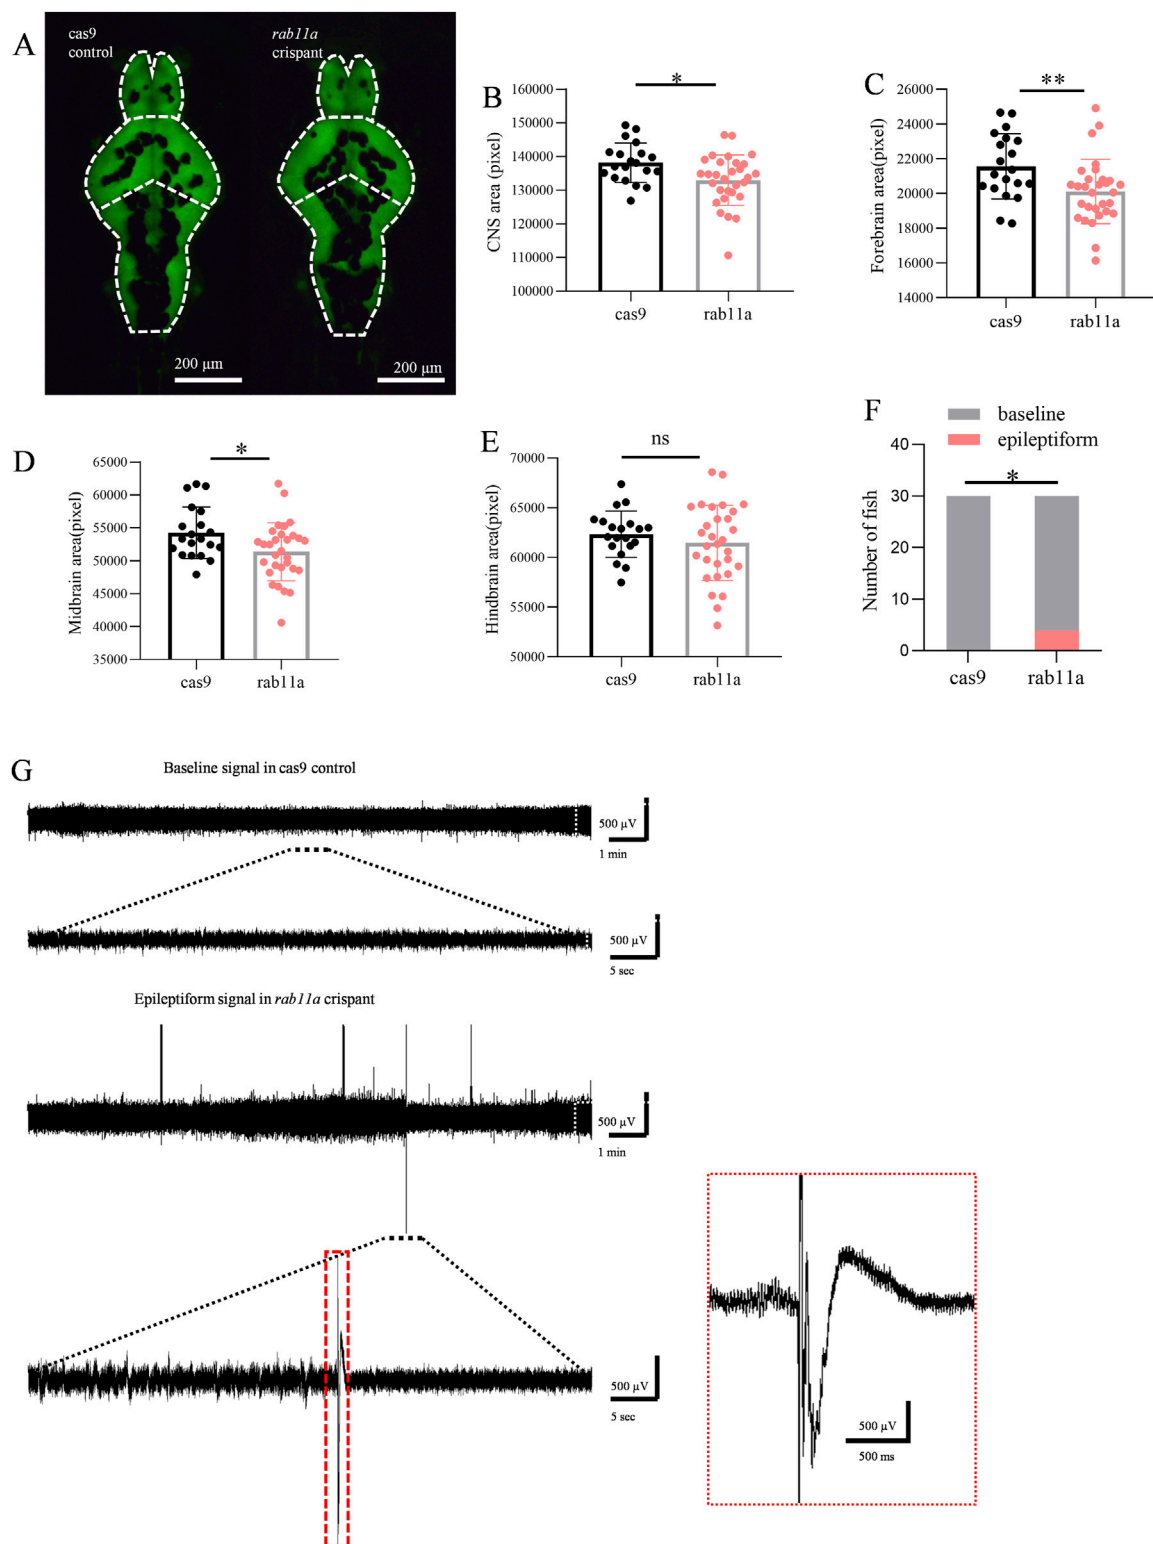 A
cas9
control
rab11a
crispant
200 µm
200 µm
B
*
CNS area (pixel)
160000
150000
140000
130000
120000
110000
100000
cas9
rab11a
C
**
Forebrain area(pixel)
26000
24000
22000
20000
18000
16000
14000
cas9
rab11a
D
*
Midbrain area(pixel)
65000
60000
55000
50000
45000
40000
35000
cas9
rab11a
E
ns
Hindbrain area(pixel)
70000
65000
60000
55000
50000
cas9
rab11a
F
baseline
epileptiform
*
Number of fish
40
30
20
10
0
cas9
rab11a
G
Baseline signal in cas9 control
500 µV
1 min
500 µV
5 sec
Epileptiform signal in rab11a crispant
500 µV
1 min
500 µV
5 sec
500 µV
500 ms